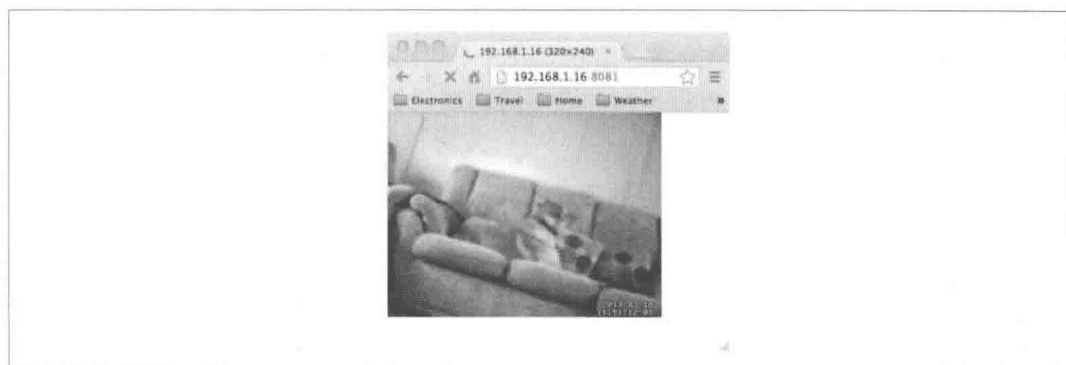 192.168.1.16 (320×240) ×
192.168.1.16:8081
Electronics Travel Home Weather »